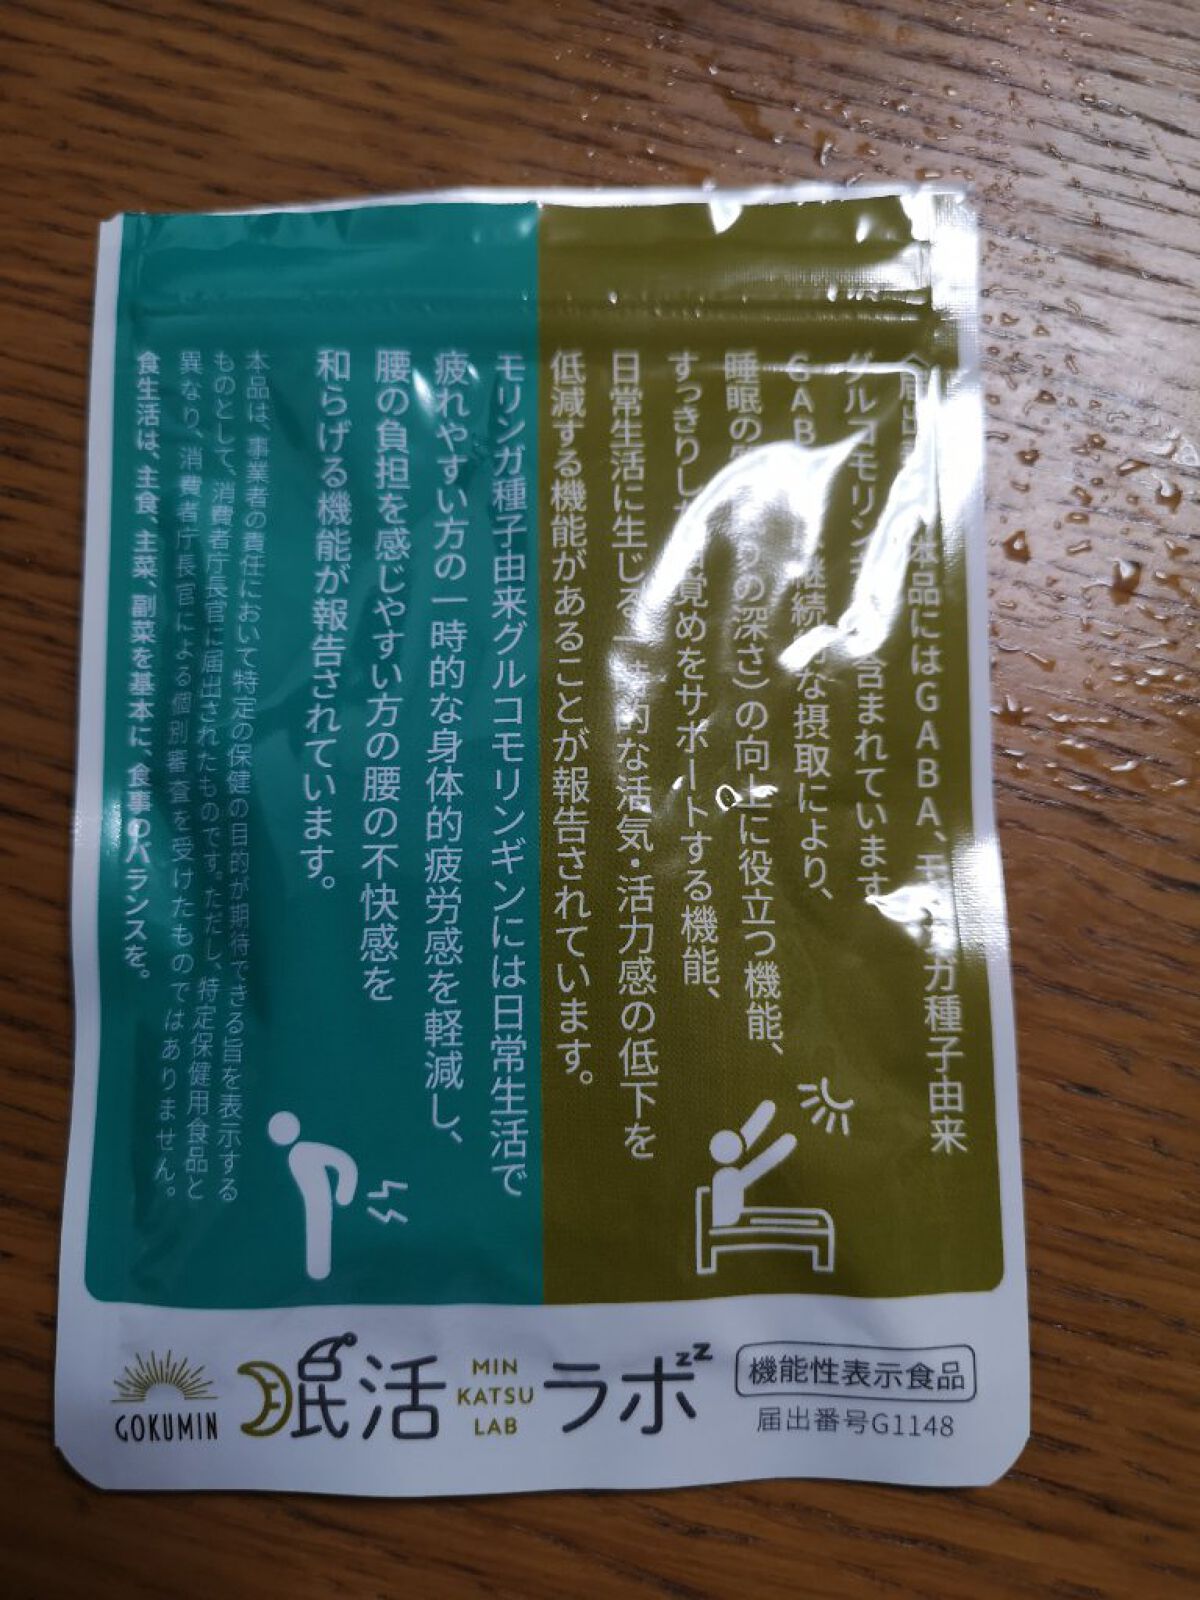 本品にはGABA、モリンガ種子由来
グルコモリンギ 含まれています
GAB 継続 な摂取により、
睡眠の りの深さ）の向上に役立つ機能、
すっきりし 覚めをサポートする機能、
日常生活に生じる一時的な活気・活力感の低下を
低減する機能があることが報告されています。
モリンガ種子由来グルコモリンギンには日常生活で
疲れやすい方の一時的な身体的疲労感を軽減し、
腰の負担を感じやすい方の腰の不快感を
和らげる機能が報告されています。
本品は、事業者の責任において特定の保健の目的が期待できる旨を表示する
ものとして、消費者庁長官に届出されたものです。ただし、特定保健用食品と
異なり、消費者庁長官による個別審査を受けたものではありません。
食生活は、主食、主菜、副菜を基本に、食事のバランスを。
GOKUMIN
眠活
MIN
KATSU
LAB
ラボzZ
機能性表示食品
届出番号G1148